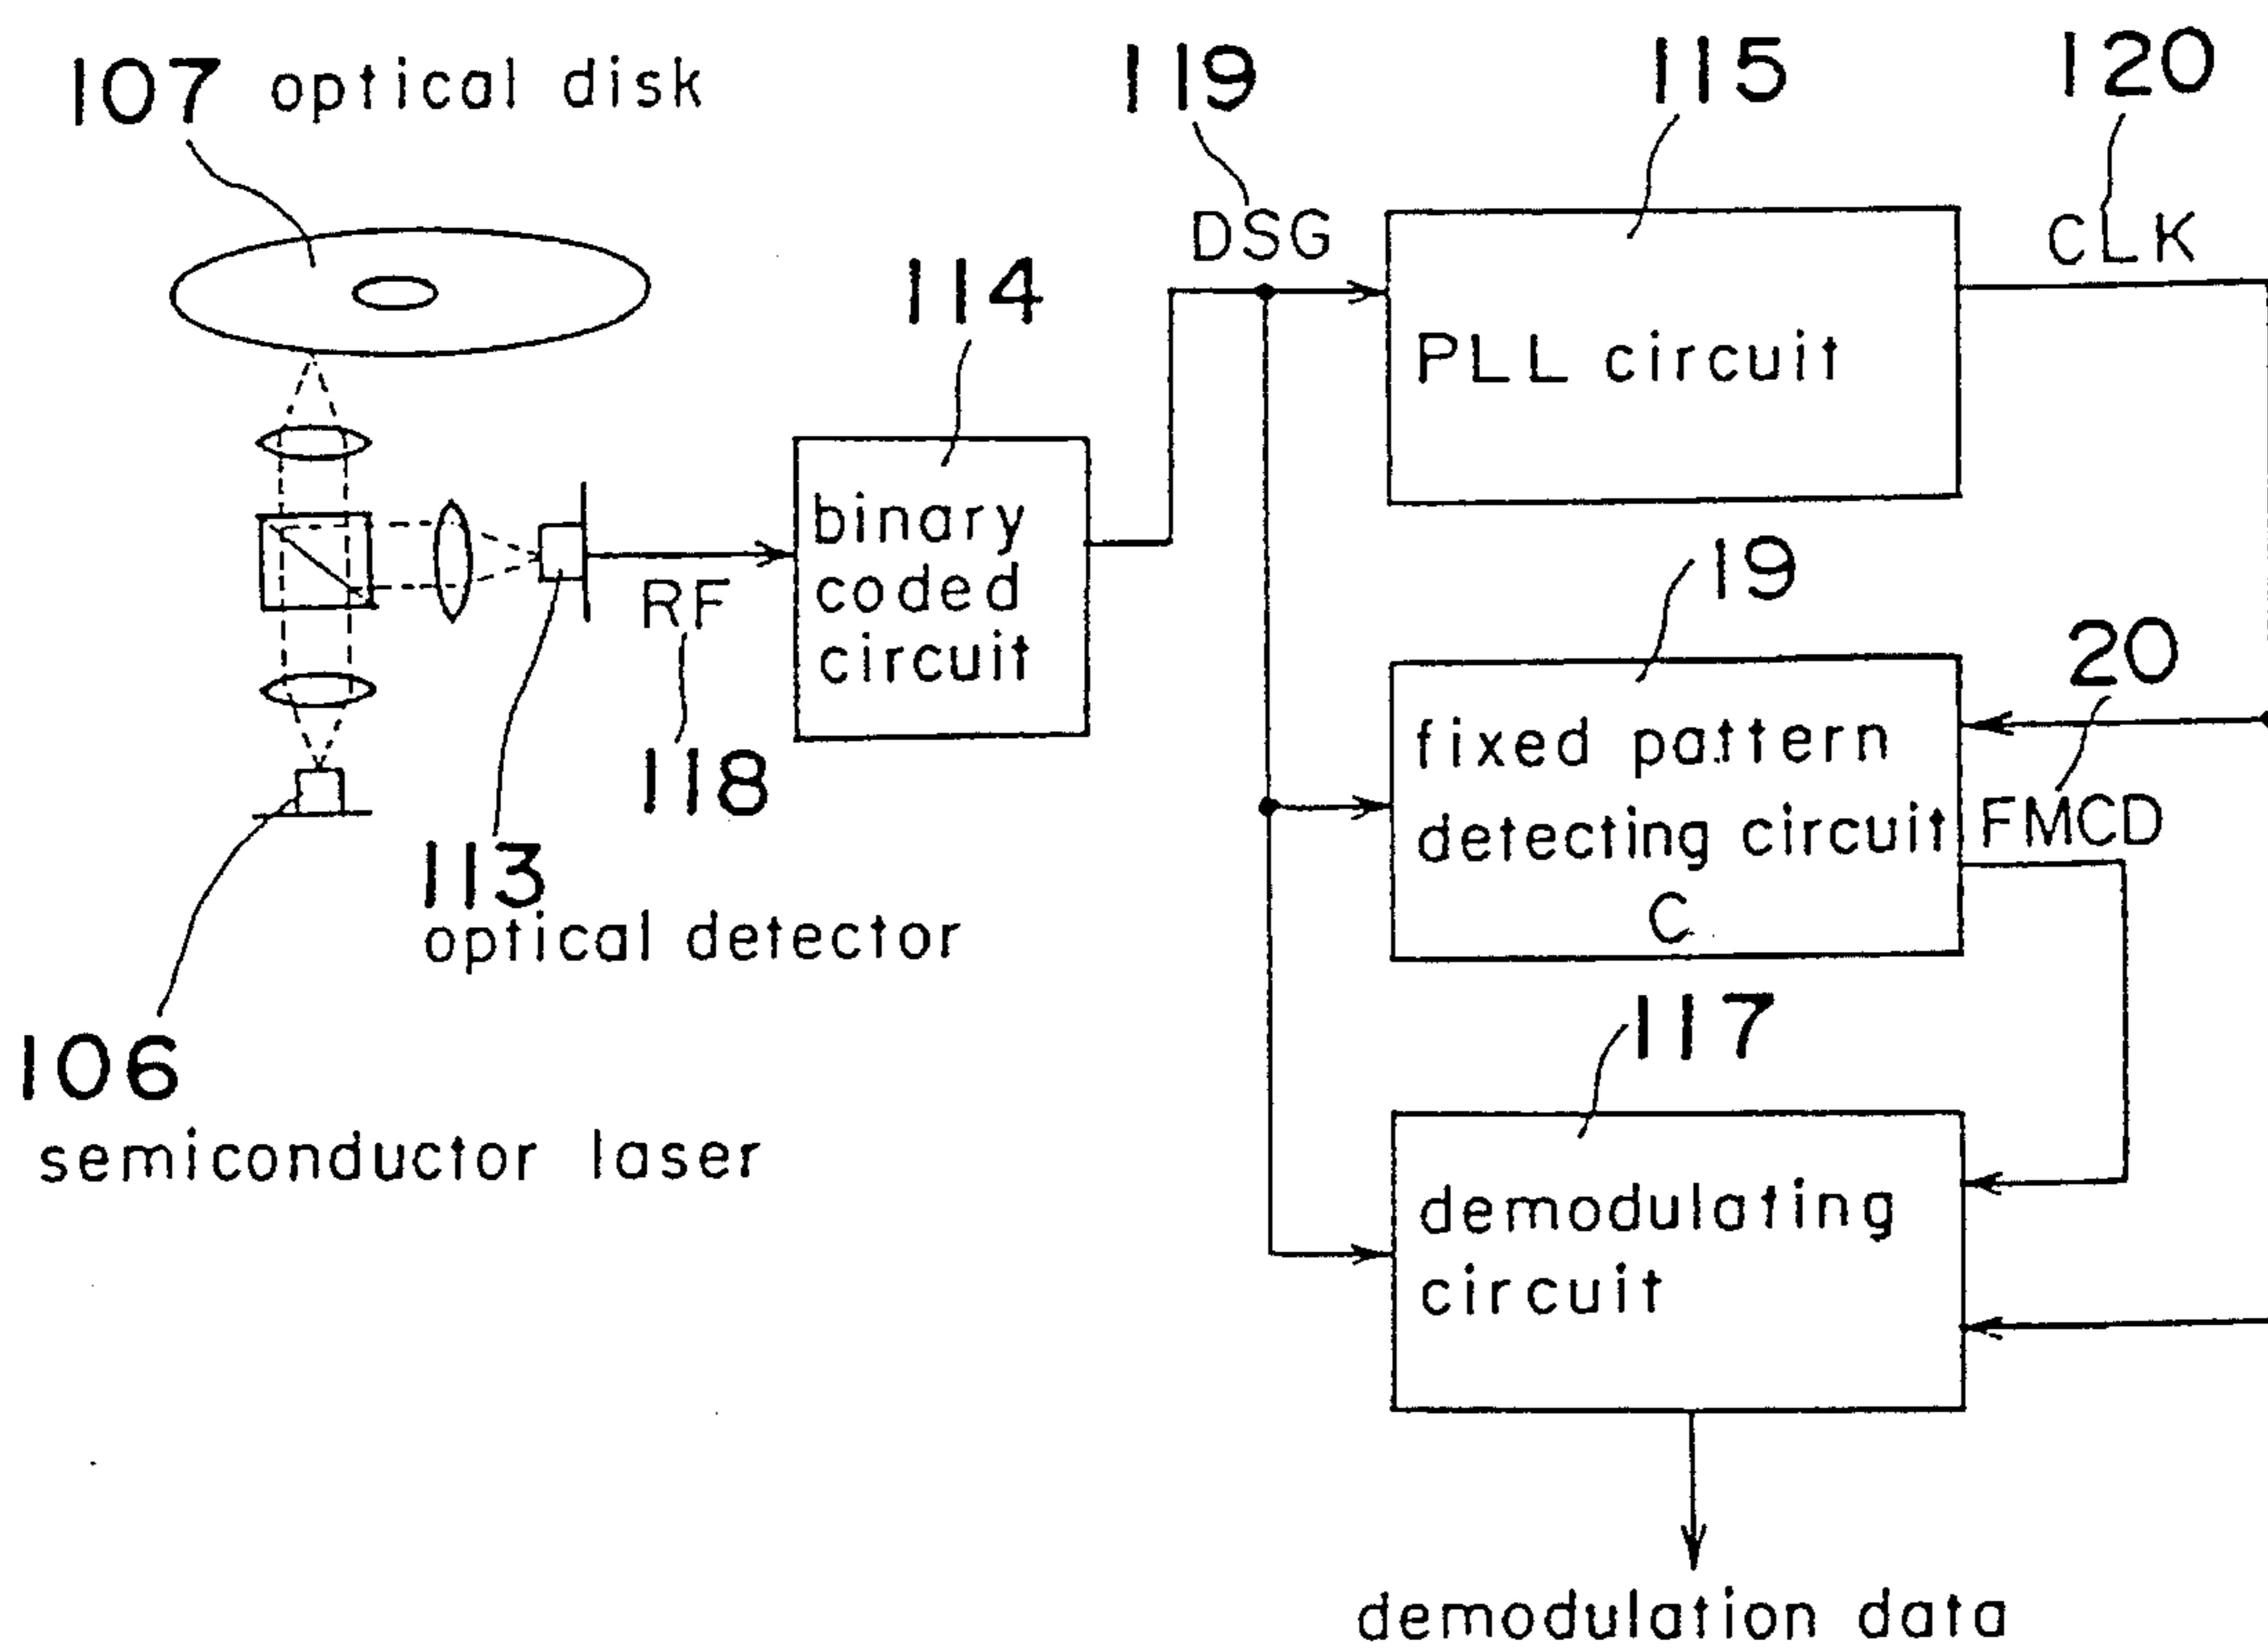 107 optical disk
119
115
120
DSG
CLK
114
PLL circuit
binary
coded
circuit
RF
118
19
20
fixed pattern
detecting circuit
C
FMCD
113
optical detector
106
semiconductor laser
117
demodulating
circuit
demodulation data